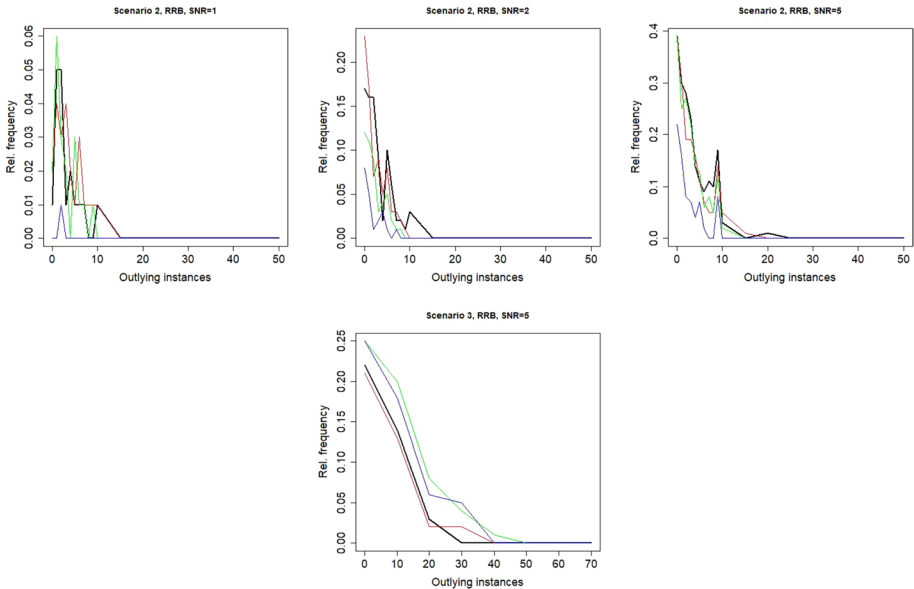 Scenario 2, RRB, SNR=1
Rel. frequency
0.00 0.01 0.02 0.03 0.04 0.05 0.06
0 10 20 30 40 50
Outlying instances
Scenario 2, RRB, SNR=2
Rel. frequency
0.00 0.05 0.10 0.15 0.20
0 10 20 30 40 50
Outlying instances
Scenario 2, RRB, SNR=5
Rel. frequency
0.0 0.1 0.2 0.3 0.4
0 10 20 30 40 50
Outlying instances
Scenario 3, RRB, SNR=5
Rel. frequency
0.00 0.05 0.10 0.15 0.20 0.25
0 10 20 30 40 50 60 70
Outlying instances